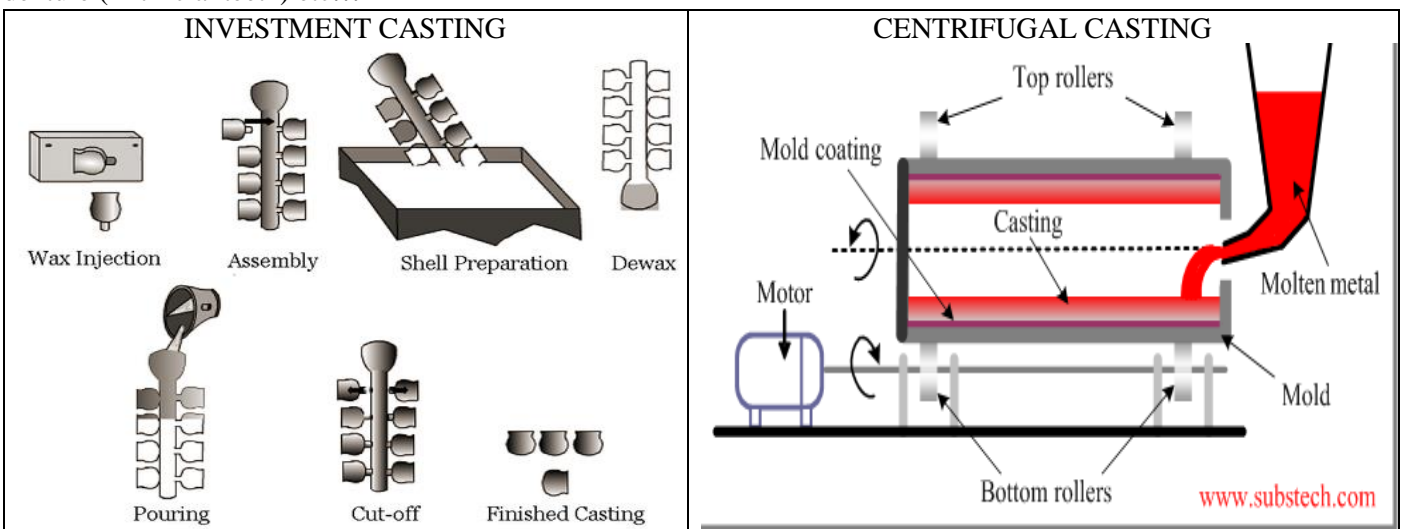 INVESTMENT CASTING
Wax Injection
Assembly
Shell Preparation
Dewax
Pouring
Cut-off
Finished Casting
CENTRIFUGAL CASTING
Top rollers
Mold coating
Casting
Motor
Molten metal
Mold
Bottom rollers
www.substech.com